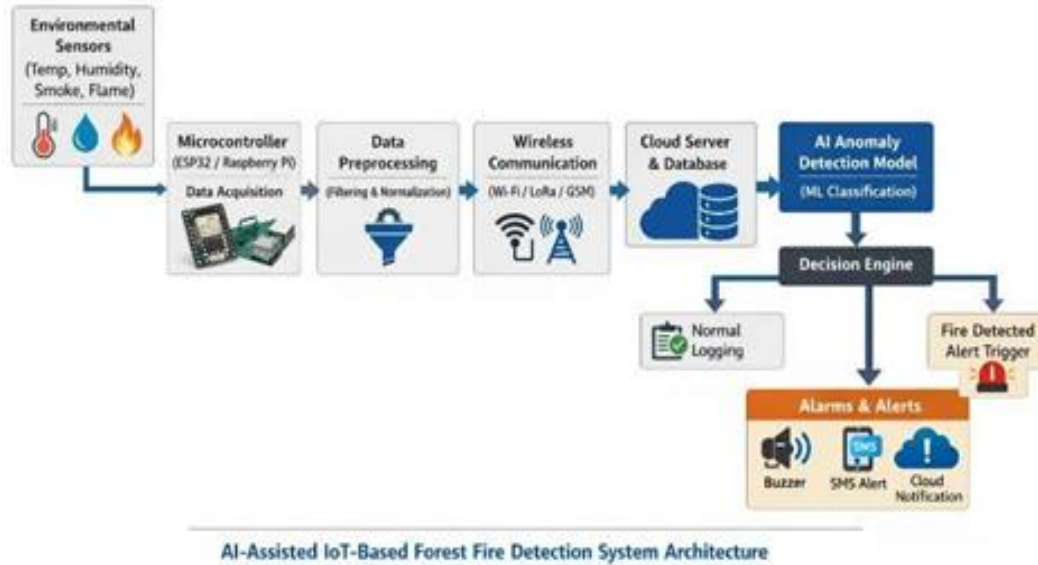 Environmental
Sensors
(Temp, Humidity,
Smoke, Flame)
Microcontroller
(ESP32 / Raspberry Pi)
Data Acquisition
Data
Preprocessing
(Filtering & Normalization)
Wireless
Communication
(Wi-Fi / LoRa / GSM)
Cloud Server
& Database
AI Anomaly
Detection Model
(ML Classification)
Decision Engine
Normal
Logging
Fire Detected
Alert Trigger
Alarms & Alerts
Buzzer
SMS
SMS Alert
Cloud
Notification
AI-Assisted IoT-Based Forest Fire Detection System Architecture